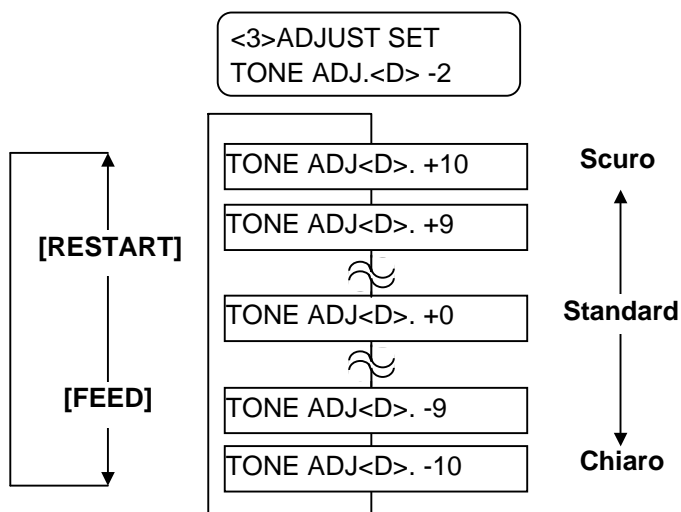 <3>ADJUST SET
TONE ADJ.<D> -2
TONE ADJ<D>. +10
Scuro
TONE ADJ<D>. +9
[RESTART]
TONE ADJ<D>. +0
Standard
[FEED]
TONE ADJ<D>. -9
TONE ADJ<D>. -10
Chiaro